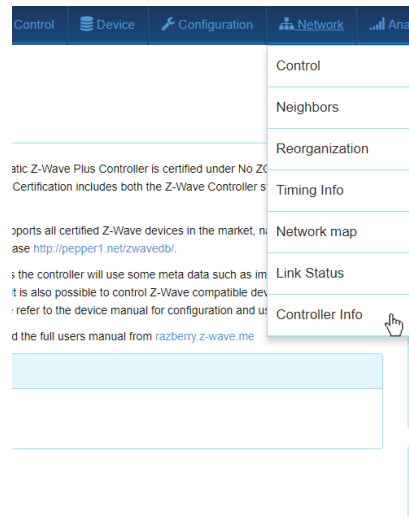 Control Device Configuration Network Ana
Control
Neighbors
Reorganization
Timing Info
Network map
Link Status
Controller Info
atic Z-Wave Plus Controller is certified under No
Certification includes both the Z-Wave Controller
pports all certified Z-Wave devices in the market,
ase http://pepper1.net/zwavedb/.
s the controller will use some meta data such as
it is also possible to control Z-Wave compatible
refer to the device manual for configuration and
d the full users manual from razberry.z-wave.me